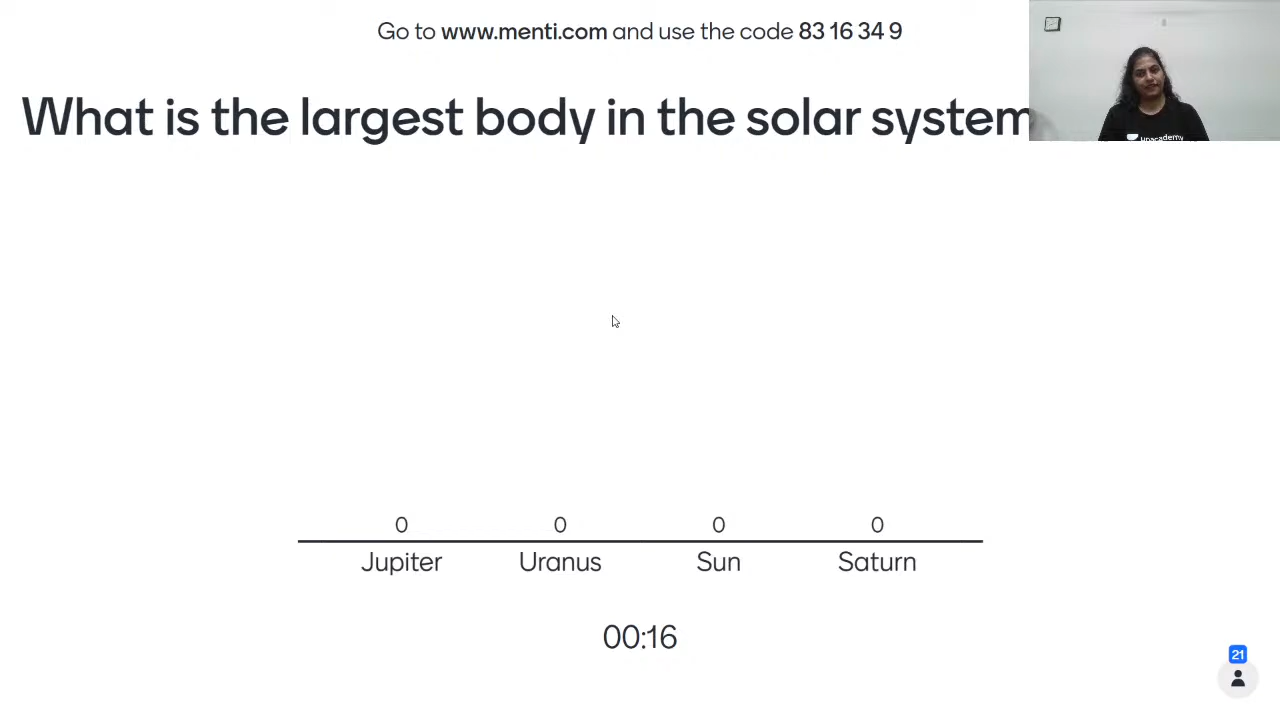 Go to www.menti.com and use the code 83 16 34 9
What is the largest body in the solar system
unacademy
0 0 0 0
Jupiter Uranus Sun Saturn
00:16
21